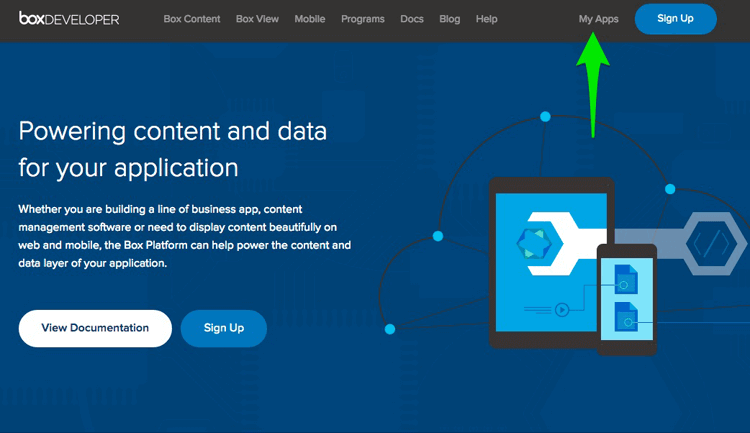 boxDEVELOPER
Box Content Box View Mobile Programs Docs Blog Help My Apps Sign Up
Powering content and data
for your application
Whether you are building a line of business app, content
management software or need to display content beautifully on
web and mobile, the Box Platform can help power the content and
data layer of your application.
View Documentation Sign Up